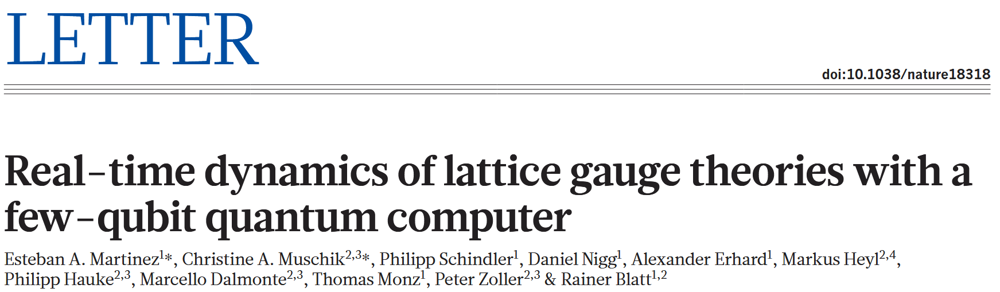 LETTER
doi:10.1038/nature18318
Real-time dynamics of lattice gauge theories with a
few-qubit quantum computer
Esteban A. Martinez1*, Christine A. Muschik2,3*, Philipp Schindler1, Daniel Nigg1, Alexander Erhard1, Markus Heyl2,4,
Philipp Hauke2,3, Marcello Dalmonte2,3, Thomas Monz1, Peter Zoller2,3 & Rainer Blatt1,2